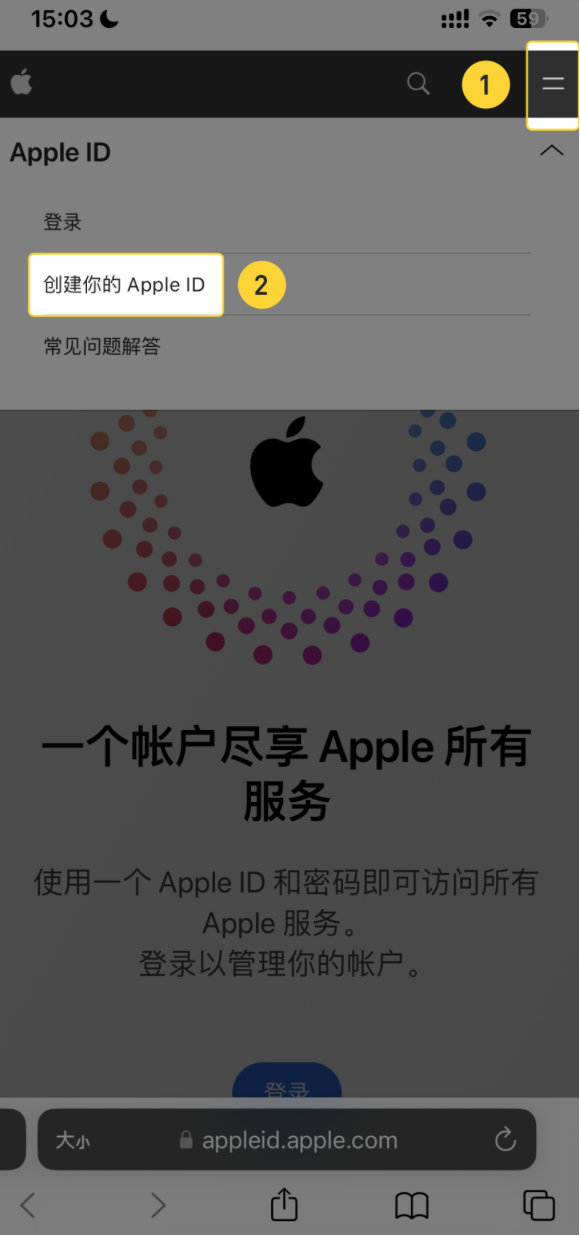 15:03
59
1
Apple ID
登录
创建你的 Apple ID
2
常见问题解答
一个帐户尽享 Apple 所有
服务
使用一个 Apple ID 和密码即可访问所有
Apple 服务。
登录以管理你的帐户。
登录
大小
appleid.apple.com